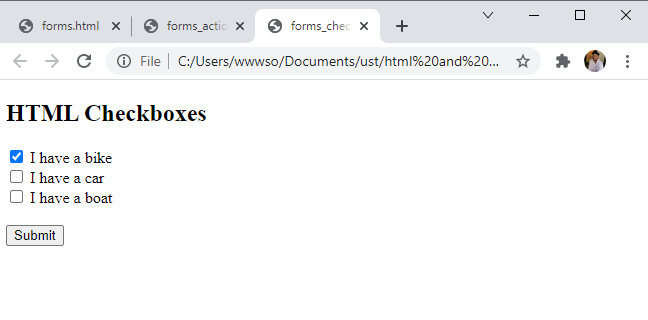 forms.html
forms_actio
forms_chec
File
C:/Users/wwwso/Documents/ust/html%20and%20...
HTML Checkboxes
I have a bike
I have a car
I have a boat
Submit